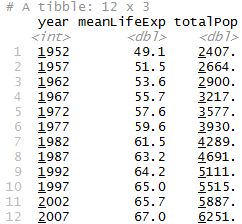 # A tibble: 12 x 3
year meanLifeExp totalPop
<int> <dbl> <dbl>
1 1952 49.1 2407.
2 1957 51.5 2664.
3 1962 53.6 2900.
4 1967 55.7 3217.
5 1972 57.6 3577.
6 1977 59.6 3930.
7 1982 61.5 4289.
8 1987 63.2 4691.
9 1992 64.2 5111.
10 1997 65.0 5515.
11 2002 65.7 5887.
12 2007 67.0 6251.